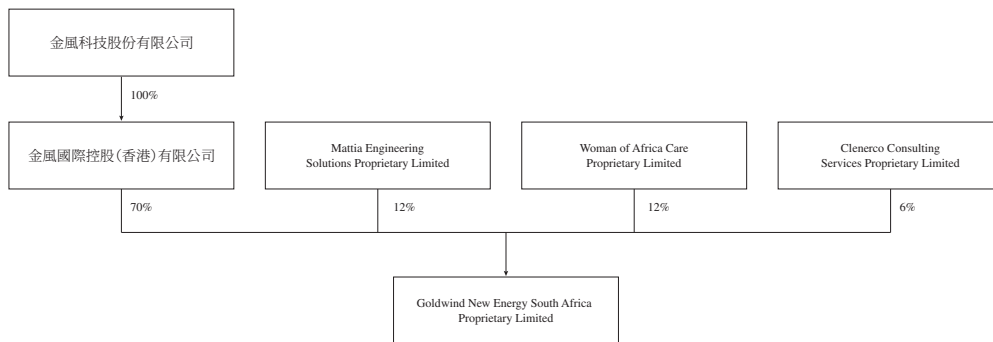 金風科技股份有限公司
100%
金風國際控股(香港)有限公司
Mattia Engineering
Solutions Proprietary Limited
Woman of Africa Care
Proprietary Limited
Clenerco Consulting
Services Proprietary Limited
70%
12%
12%
6%
Goldwind New Energy South Africa
Proprietary Limited